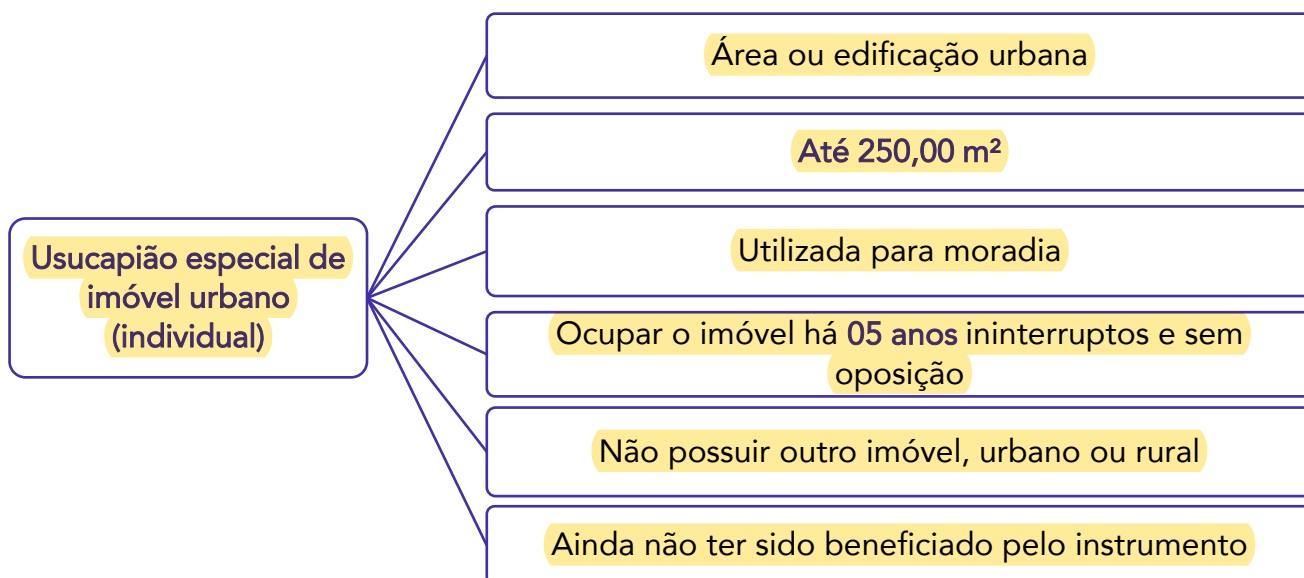 Usucapião especial de
imóvel urbano
(individual)
Área ou edificação urbana
Até 250,00 m²
Utilizada para moradia
Ocupar o imóvel há 05 anos ininterruptos e sem
oposição
Não possuir outro imóvel, urbano ou rural
Ainda não ter sido beneficiado pelo instrumento